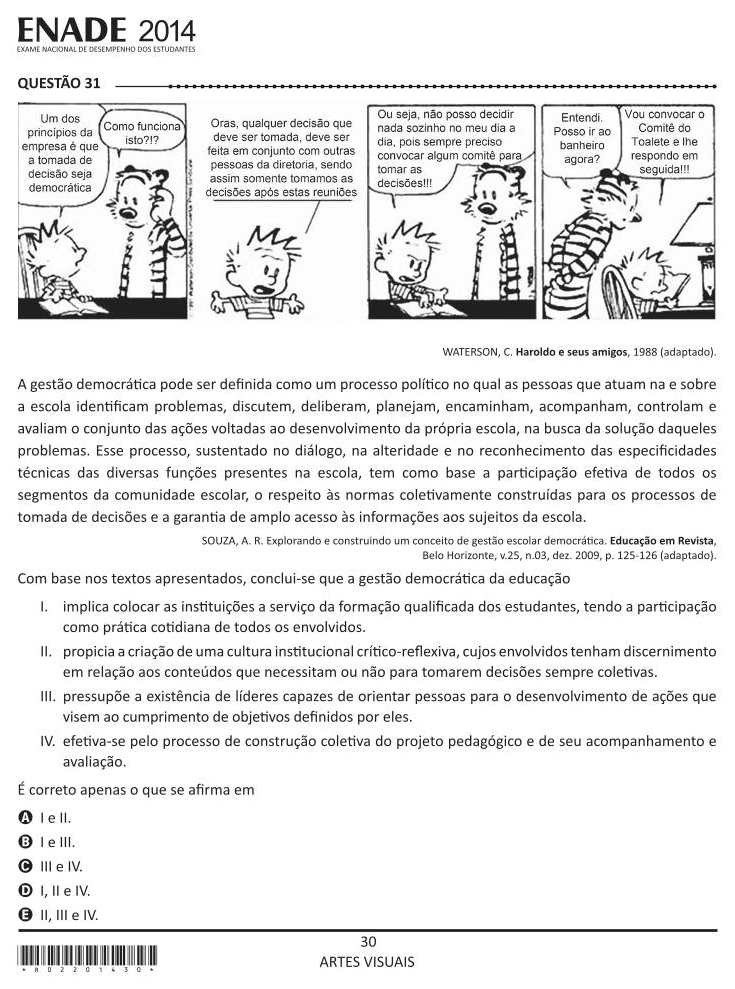 ENADE 2014
EXAME NACIONAL DE DESEMPENHO DOS ESTUDANTES
QUESTÃO 31
Um dos
princípios da
empresa é que
a tomada de
decisão seja
democrática
Como funciona
isto?!?
Oras, qualquer decisão que
deve ser tomada, deve ser
feita em conjunto com outras
pessoas da diretoria, sendo
assim somente tomamos as
decisões após estas reuniões
Ou seja, não posso decidir
nada sozinho no meu dia a
dia, pois sempre preciso
convocar algum comitê para
tomar as
decisões!!!
Entendi.
Posso ir ao
banheiro
agora?
Vou convocar o
Comitê do
Toalete e lhe
respondo em
seguida!!!
WATERSON, C. Haroldo e seus amigos, 1988 (adaptado).
A gestão democrática pode ser definida como um processo político no qual as pessoas que atuam na e sobre
a escola identificam problemas, discutem, deliberam, planejam, encaminham, acompanham, controlam e
avaliam o conjunto das ações voltadas ao desenvolvimento da própria escola, na busca da solução daqueles
problemas. Esse processo, sustentado no diálogo, na alteridade e no reconhecimento das especificidades
técnicas das diversas funções presentes na escola, tem como base a participação efetiva de todos os
segmentos da comunidade escolar, o respeito às normas coletivamente construídas para os processos de
tomada de decisões e a garantia de amplo acesso às informações aos sujeitos da escola.
SOUZA, A. R. Explorando e construindo um conceito de gestão escolar democrática. Educação em Revista,
Belo Horizonte, v.25, n.03, dez. 2009, p. 125-126 (adaptado).
Com base nos textos apresentados, conclui-se que a gestão democrática da educação
I. implica colocar as instituições a serviço da formação qualificada dos estudantes, tendo a participação
como prática cotidiana de todos os envolvidos.
II. propicia a criação de uma cultura institucional crítico-reflexiva, cujos envolvidos tenham discernimento
em relação aos conteúdos que necessitam ou não para tomarem decisões sempre coletivas.
III. pressupõe a existência de líderes capazes de orientar pessoas para o desenvolvimento de ações que
visem ao cumprimento de objetivos definidos por eles.
IV. efetiva-se pelo processo de construção coletiva do projeto pedagógico e de seu acompanhamento e
avaliação.
É correto apenas o que se afirma em
A I e II.
B I e III.
C III e IV.
D I, II e IV.
E II, III e IV.
30
ARTES VISUAIS
*R0220143​0*